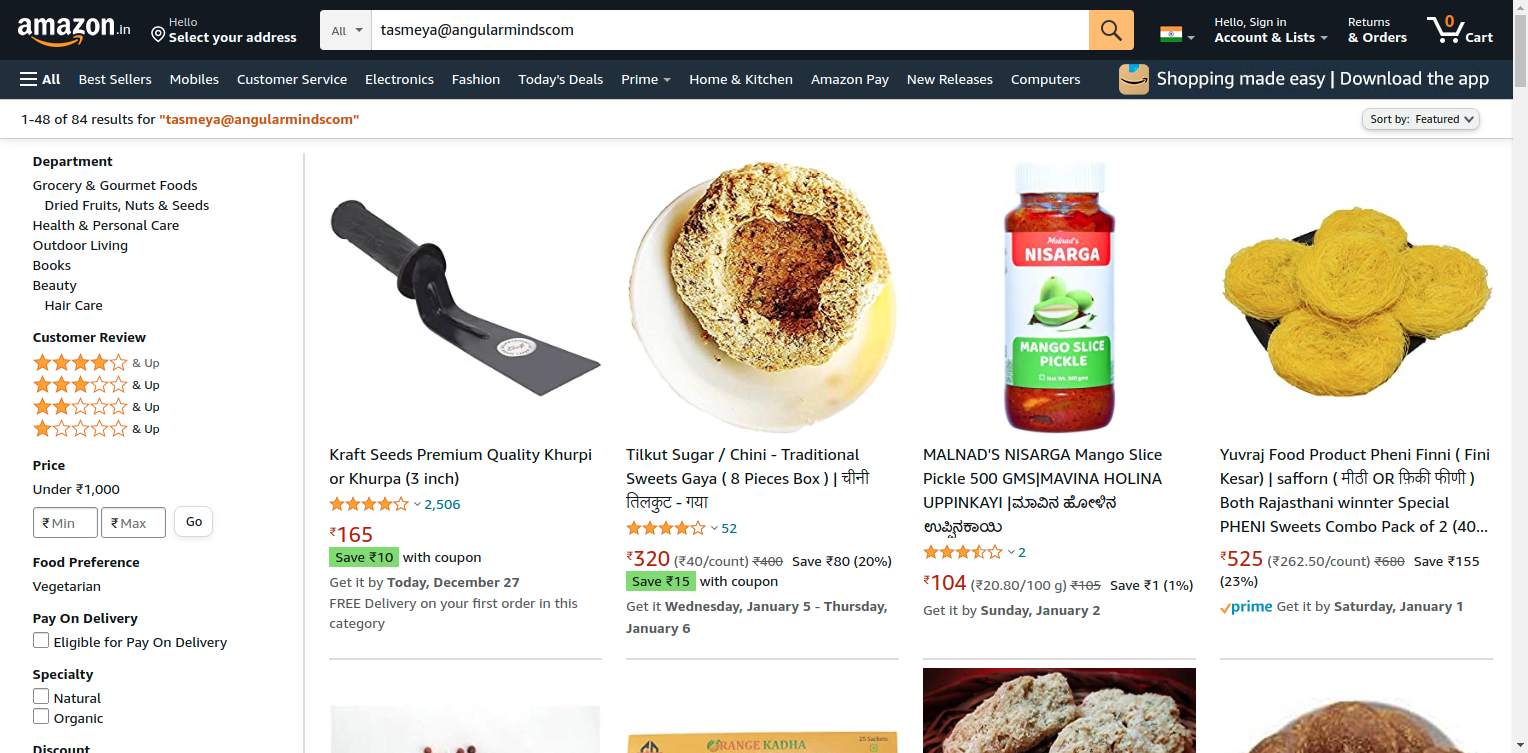 amazon.in
Hello
Select your address
All
tasmeya@angularmindscom
Hello, Sign in
Account & Lists
Returns
& Orders
0
Cart
All
Best Sellers
Mobiles
Customer Service
Electronics
Fashion
Today's Deals
Prime
Home & Kitchen
Amazon Pay
New Releases
Computers
Shopping made easy | Download the app
1-48 of 84 results for "tasmeya@angularmindscom"
Sort by: Featured
Department
Grocery & Gourmet Foods
Dried Fruits, Nuts & Seeds
Health & Personal Care
Outdoor Living
Books
Beauty
Hair Care
Customer Review
& Up
& Up
& Up
& Up
Price
Under ₹1,000
₹ Min
₹ Max
Go
Food Preference
Vegetarian
Pay On Delivery
Eligible for Pay On Delivery
Specialty
Natural
Organic
Discount
Kraft Seeds Premium Quality Khurpi
or Khurpa (3 inch)
2,506
₹165
Save ₹10 with coupon
Get it by Today, December 27
FREE Delivery on your first order in this
category
Tilkut Sugar / Chini - Traditional
Sweets Gaya ( 8 Pieces Box ) | चीनी
तिलकुट - गया
52
₹320 (₹40/count) ₹400 Save ₹80 (20%)
Save ₹15 with coupon
Get it Wednesday, January 5 - Thursday,
January 6
Malnad's
NISARGA
MANGO SLICE
PICKLE
Net Wt. 500 gms
MALNAD'S NISARGA Mango Slice
Pickle 500 GMS|MAVINA HOLINA
UPPINKAYI |ಮಾವಿನ ಹೋಳಿನ
ಉಪ್ಪಿನಕಾಯಿ
2
₹104 (₹20.80/100 g) ₹105 Save ₹1 (1%)
Get it by Sunday, January 2
Yuvraj Food Product Pheni Finni ( Fini
Kesar) | safforn ( मीठी OR फ़िकी फीणी )
Both Rajasthani winnter Special
PHENI Sweets Combo Pack of 2 (40...
₹525 (₹262.50/count) ₹680 Save ₹155
(23%)
prime Get it by Saturday, January 1
ORANGE KADHA
25 Sachets